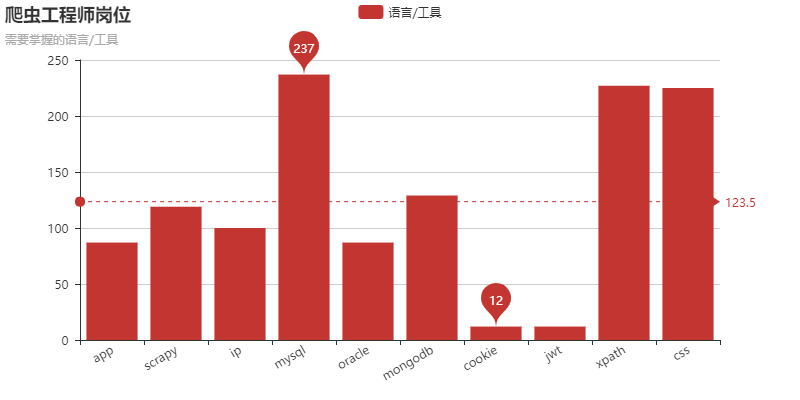 爬虫工程师岗位
需要掌握的语言/工具
语言/工具
250
200
150
100
50
0
237
12
123.5
app
scrapy
ip
mysql
oracle
mongodb
cookie
jwt
xpath
css